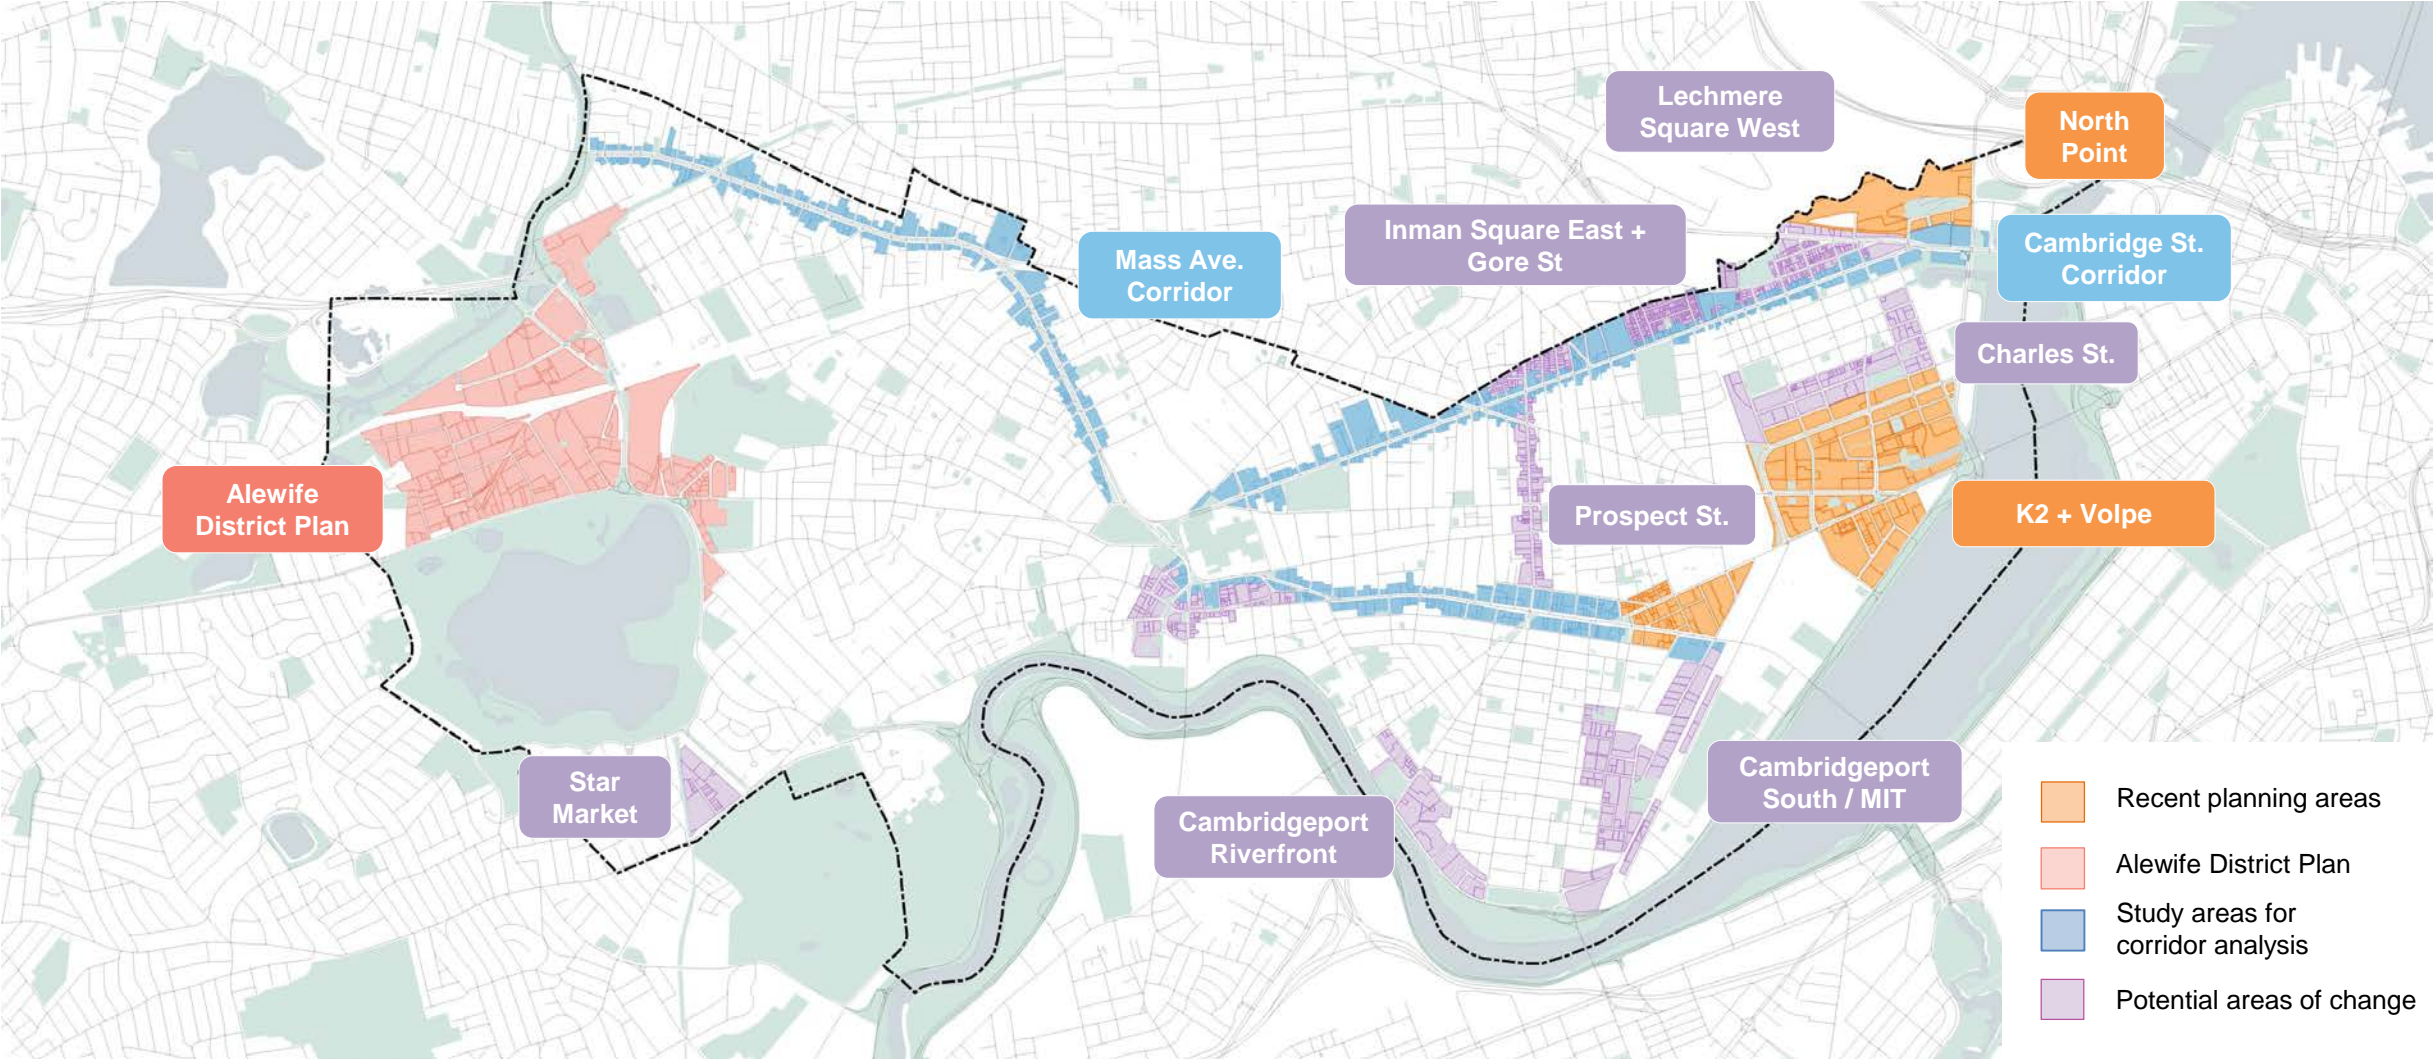 Lechmere
Square West
North
Point
Inman Square East +
Gore St
Mass Ave.
Corridor
Cambridge St.
Corridor
Charles St.
Alewife
District Plan
Prospect St.
K2 + Volpe
Star
Market
Cambridgeport
South / MIT
Cambridgeport
Riverfront
Recent planning areas
Alewife District Plan
Study areas for
corridor analysis
Potential areas of change